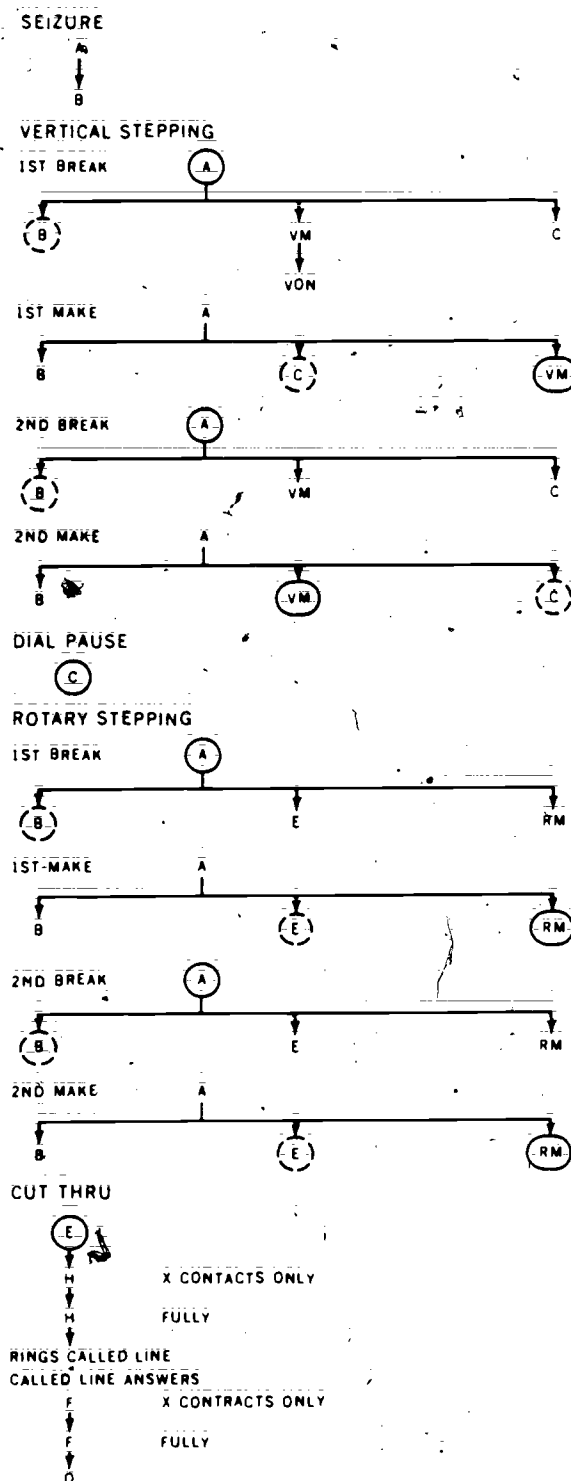 SEIZURE
A
B
VERTICAL STEPPING
1ST BREAK A
B VM C
VON
1ST MAKE A
B C VM
2ND BREAK A
B VM C
2ND MAKE A
B VM C
DIAL PAUSE
C
ROTARY STEPPING
1ST BREAK A
B E RM
1ST-MAKE A
B E RM
2ND BREAK A
B E RM
2ND MAKE A
B E RM
CUT THRU
E
H X CONTACTS ONLY
H FULLY
RINGS CALLED LINE
CALLED LINE ANSWERS
F X CONTRACTS ONLY
F FULLY